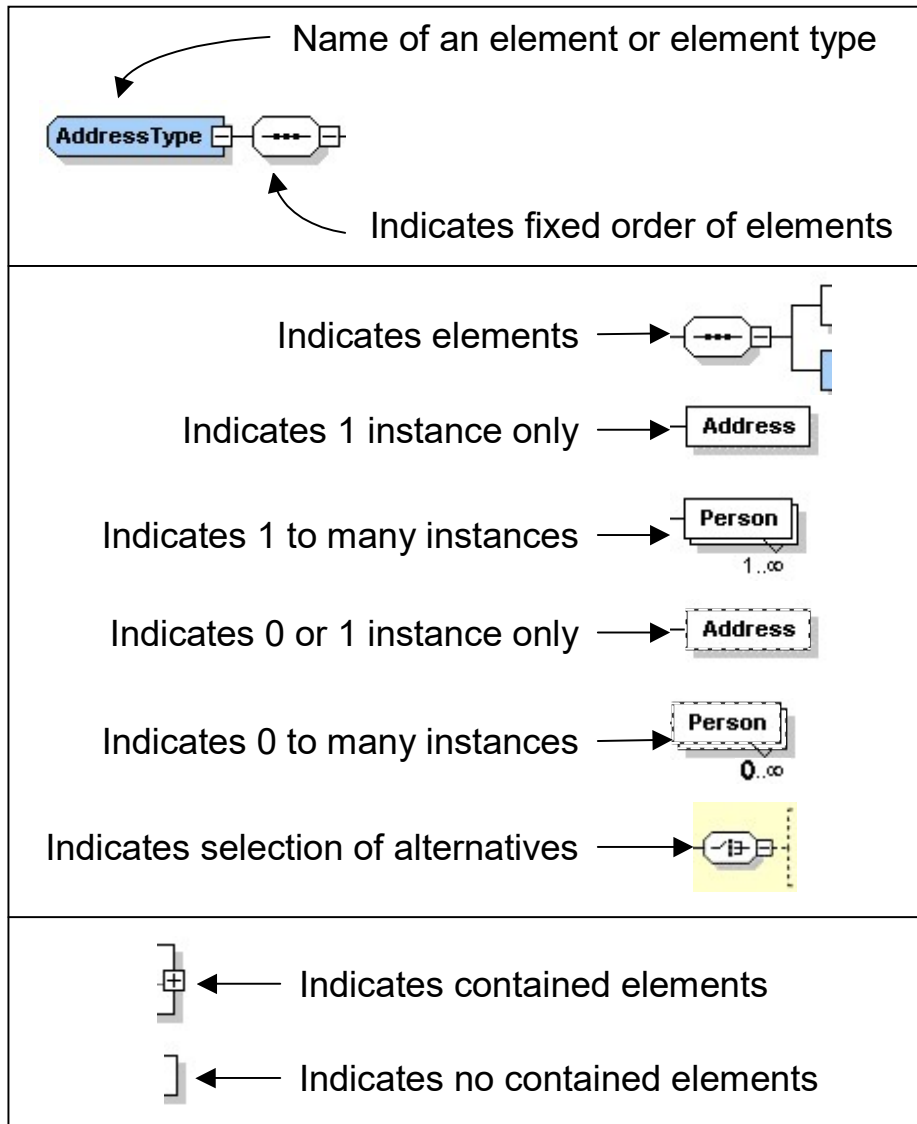 Name of an element or element type
AddressType
Indicates fixed order of elements
Indicates elements
Indicates 1 instance only
Address
Indicates 1 to many instances
Person
1..∞
Indicates 0 or 1 instance only
Address
Indicates 0 to many instances
Person
0..∞
Indicates selection of alternatives
Indicates contained elements
Indicates no contained elements